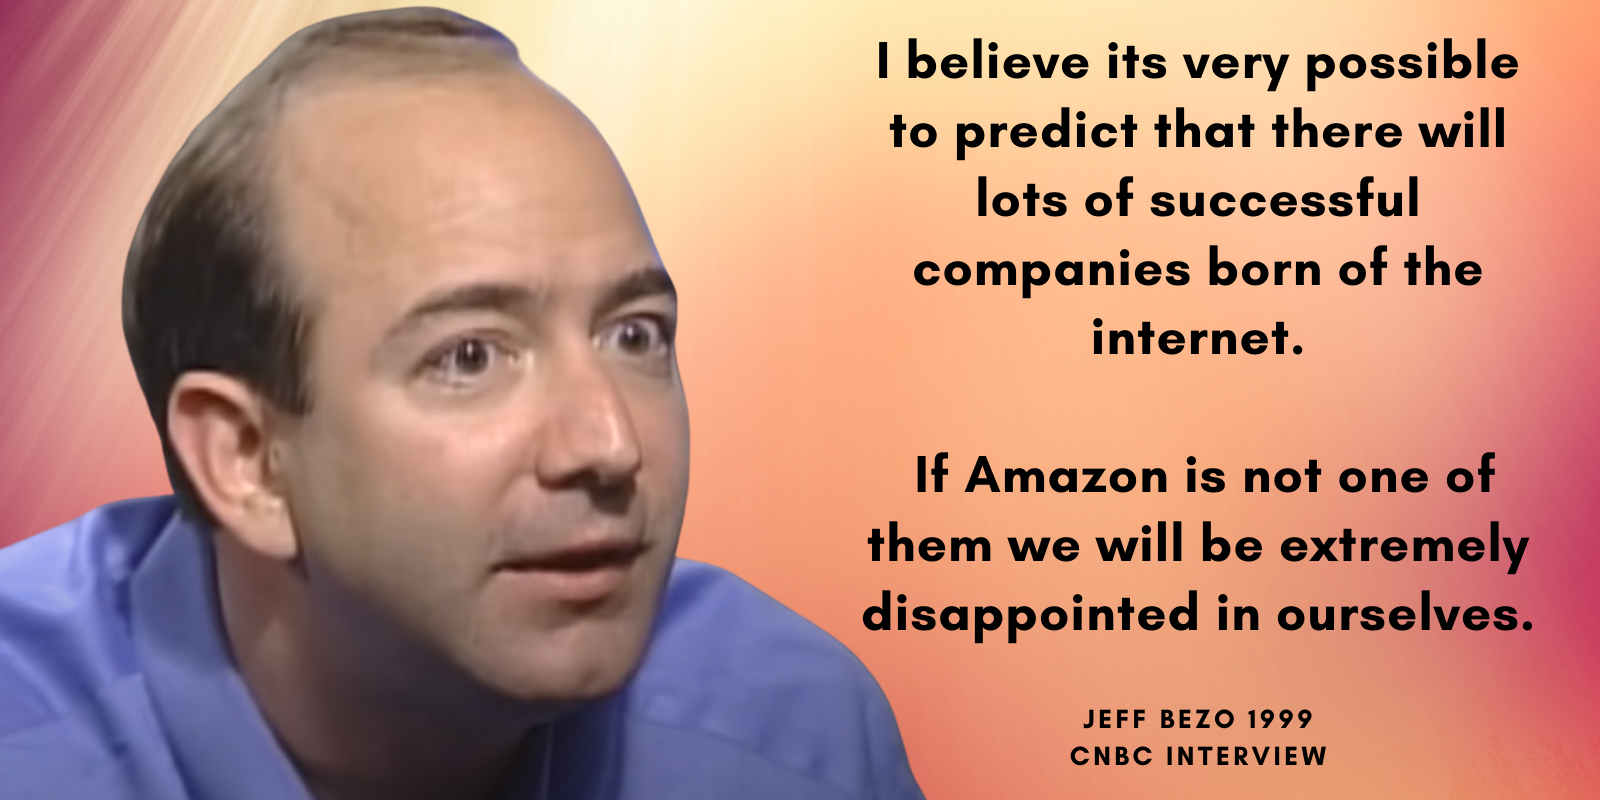 I believe its very possible
to predict that there will
lots of successful
companies born of the
internet.
If Amazon is not one of
them we will be extremely
disappointed in ourselves.
JEFF BEZO 1999
CNBC INTERVIEW